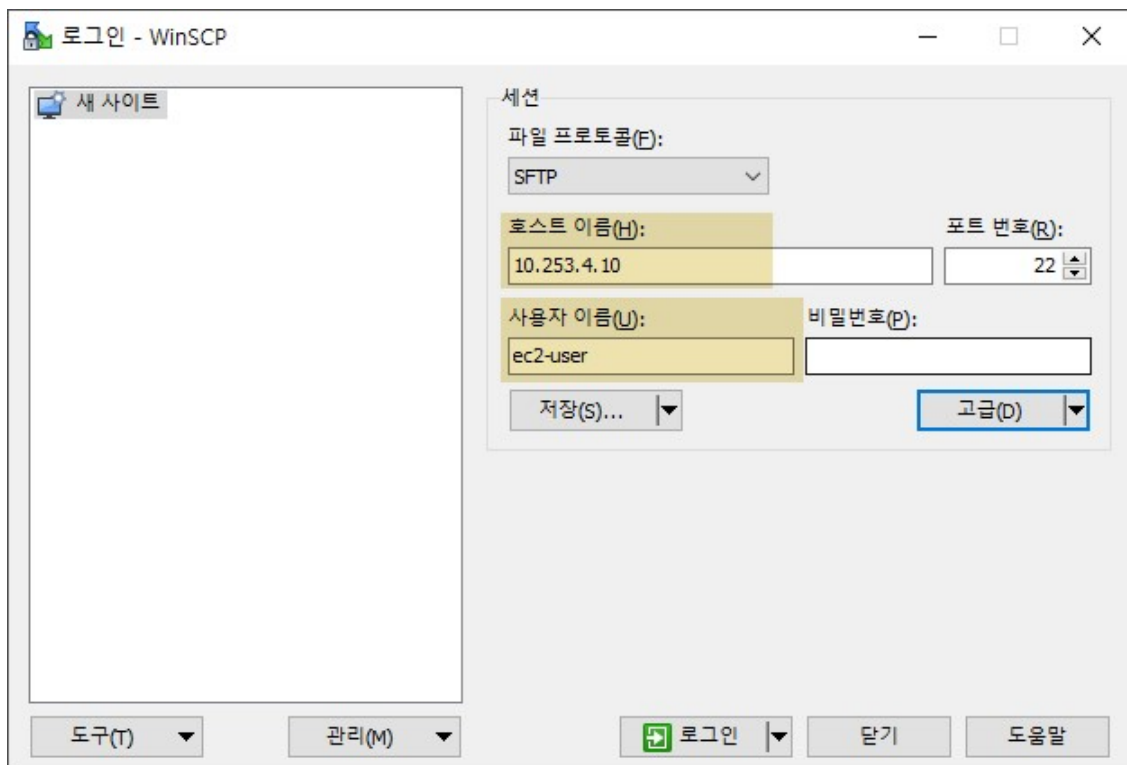 로그인 - WinSCP
새 사이트
세션
파일 프로토콜(F):
SFTP
호스트 이름(H): 포트 번호(R):
10.253.4.10 22
사용자 이름(U): 비밀번호(P):
ec2-user
저장(S)... 고급(D)
도구(T) 관리(M) 로그인 닫기 도움말